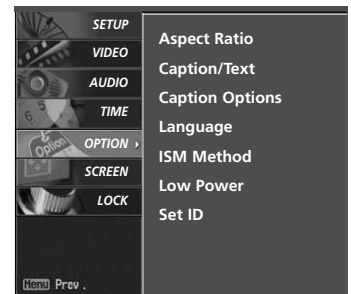 SETUP
VIDEO
AUDIO
TIME
OPTION
SCREEN
LOCK
Menu Prev.
Aspect Ratio
Caption/Text
Caption Options
Language
ISM Method
Low Power
Set ID
Option